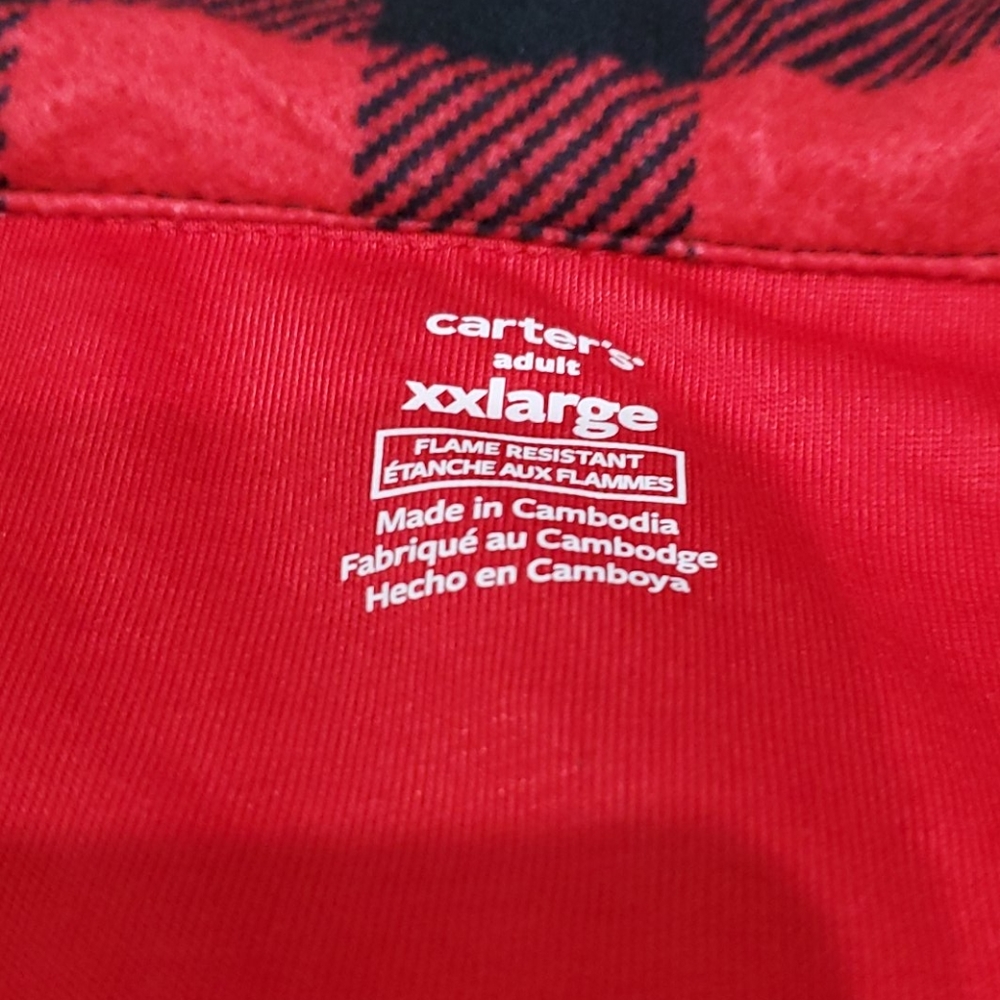 carter's
adult
xxlarge
FLAME RESISTANT
ÉTANCHE AUX FLAMMES
Made in Cambodia
Fabriqué au Cambodge
Hecho en Camboya